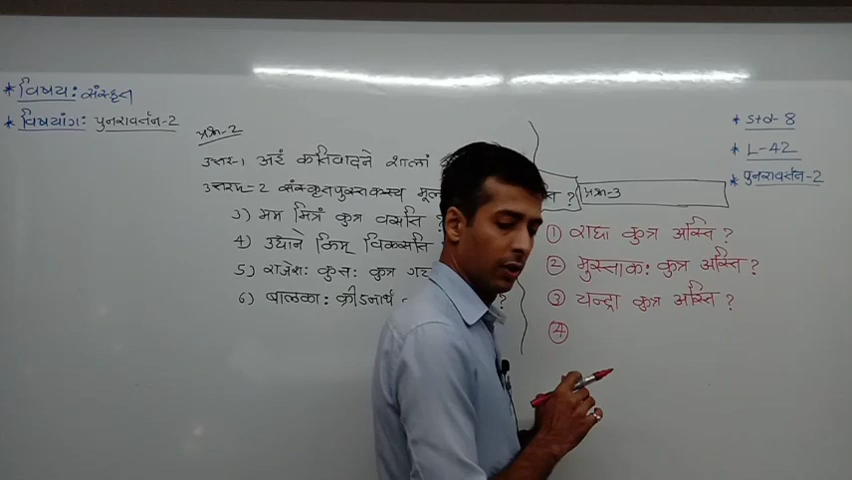 * विषय: संस्कृत
* विषयांग: पुनरावर्तन-2
प्रश्न-2
उत्तर-1 अहं कतिवादने शालां
उत्तरम्-2 संस्कृतपुस्तकस्य मूल्
3) मम मित्रं कुत्र वसति ?
4) उद्याने किम् विकसति
5) राजेशः कुतः कुत्र गच्
6) बालकाः क्रीडनार्थं ?
* std-8
* L-42
* पुनरावर्तन-2
प्रश्न-3
① राधा कुत्र अस्ति ?
② मुस्ताकः कुत्र अस्ति ?
③ चन्द्रा कुत्र अस्ति ?
④